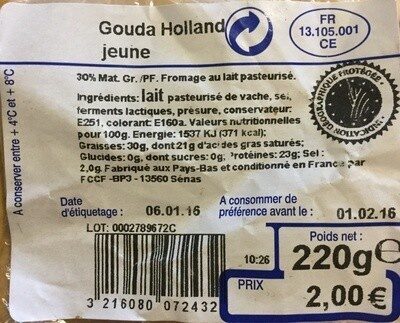 Gouda Holland
jeune
FR
13.105.001
CE
30% Mat. Gr. /PF. Fromage au lait pasteurisé.
Ingrédients: lait pasteurisé de vache, sel,
ferments lactiques, présure, conservateur:
E251, colorant: E160a. Valeurs nutritionnelles
pour 100g. Energie: 1537 KJ (371 kcal);
Graisses: 30g, dont 21g d'acides gras saturés;
Glucides: 0g, dont sucres: 0g; Protéines: 23g; Sel :
2,0g. Fabriqué aux Pays-Bas et conditionné en France par
FCCF -BP3 - 13560 Sénas
INDICATION GÉOGRAPHIQUE PROTÉGÉE
A conserver entre + 4°C et + 8°C
Date
d'étiquetage : 06.01.16
A consommer de
préférence avant le : 01.02.16
LOT: 0002789672C
10:26
Poids net :
220g e
PRIX
2,00€
3 216080 072432